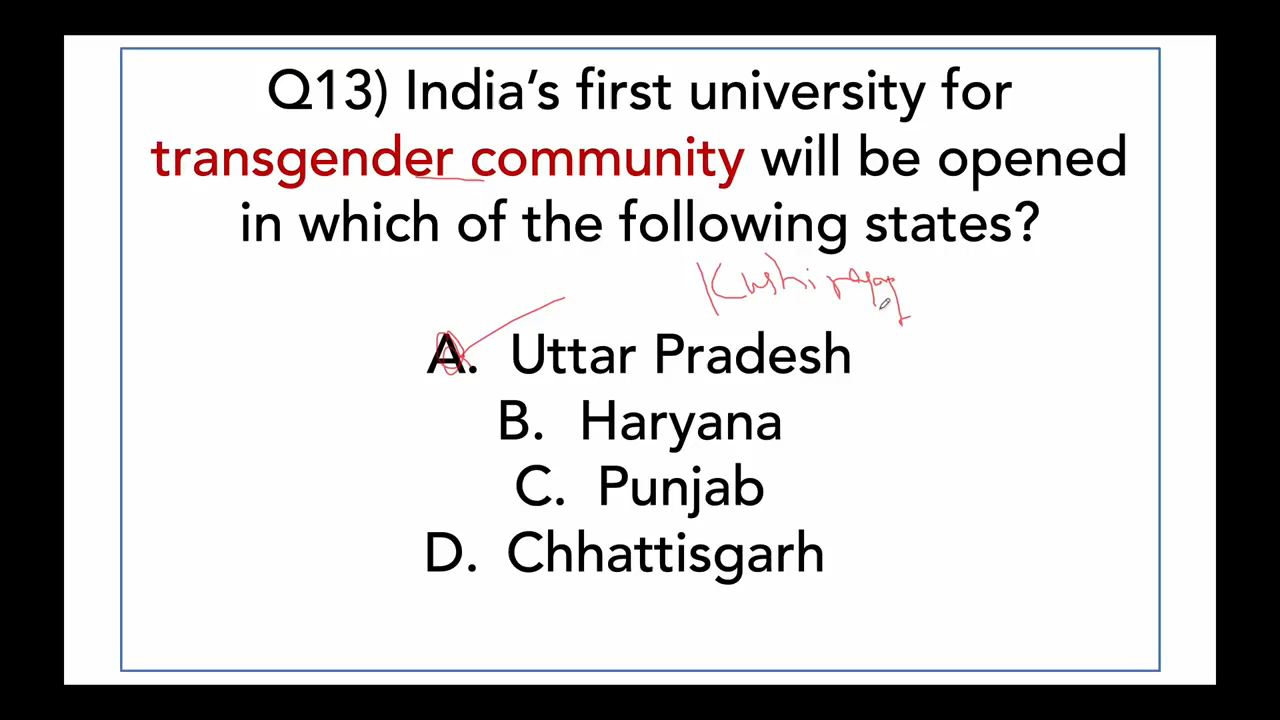 Q13) India's first university for
transgender community will be opened
in which of the following states?
Kushinagar
A. Uttar Pradesh
B. Haryana
C. Punjab
D. Chhattisgarh